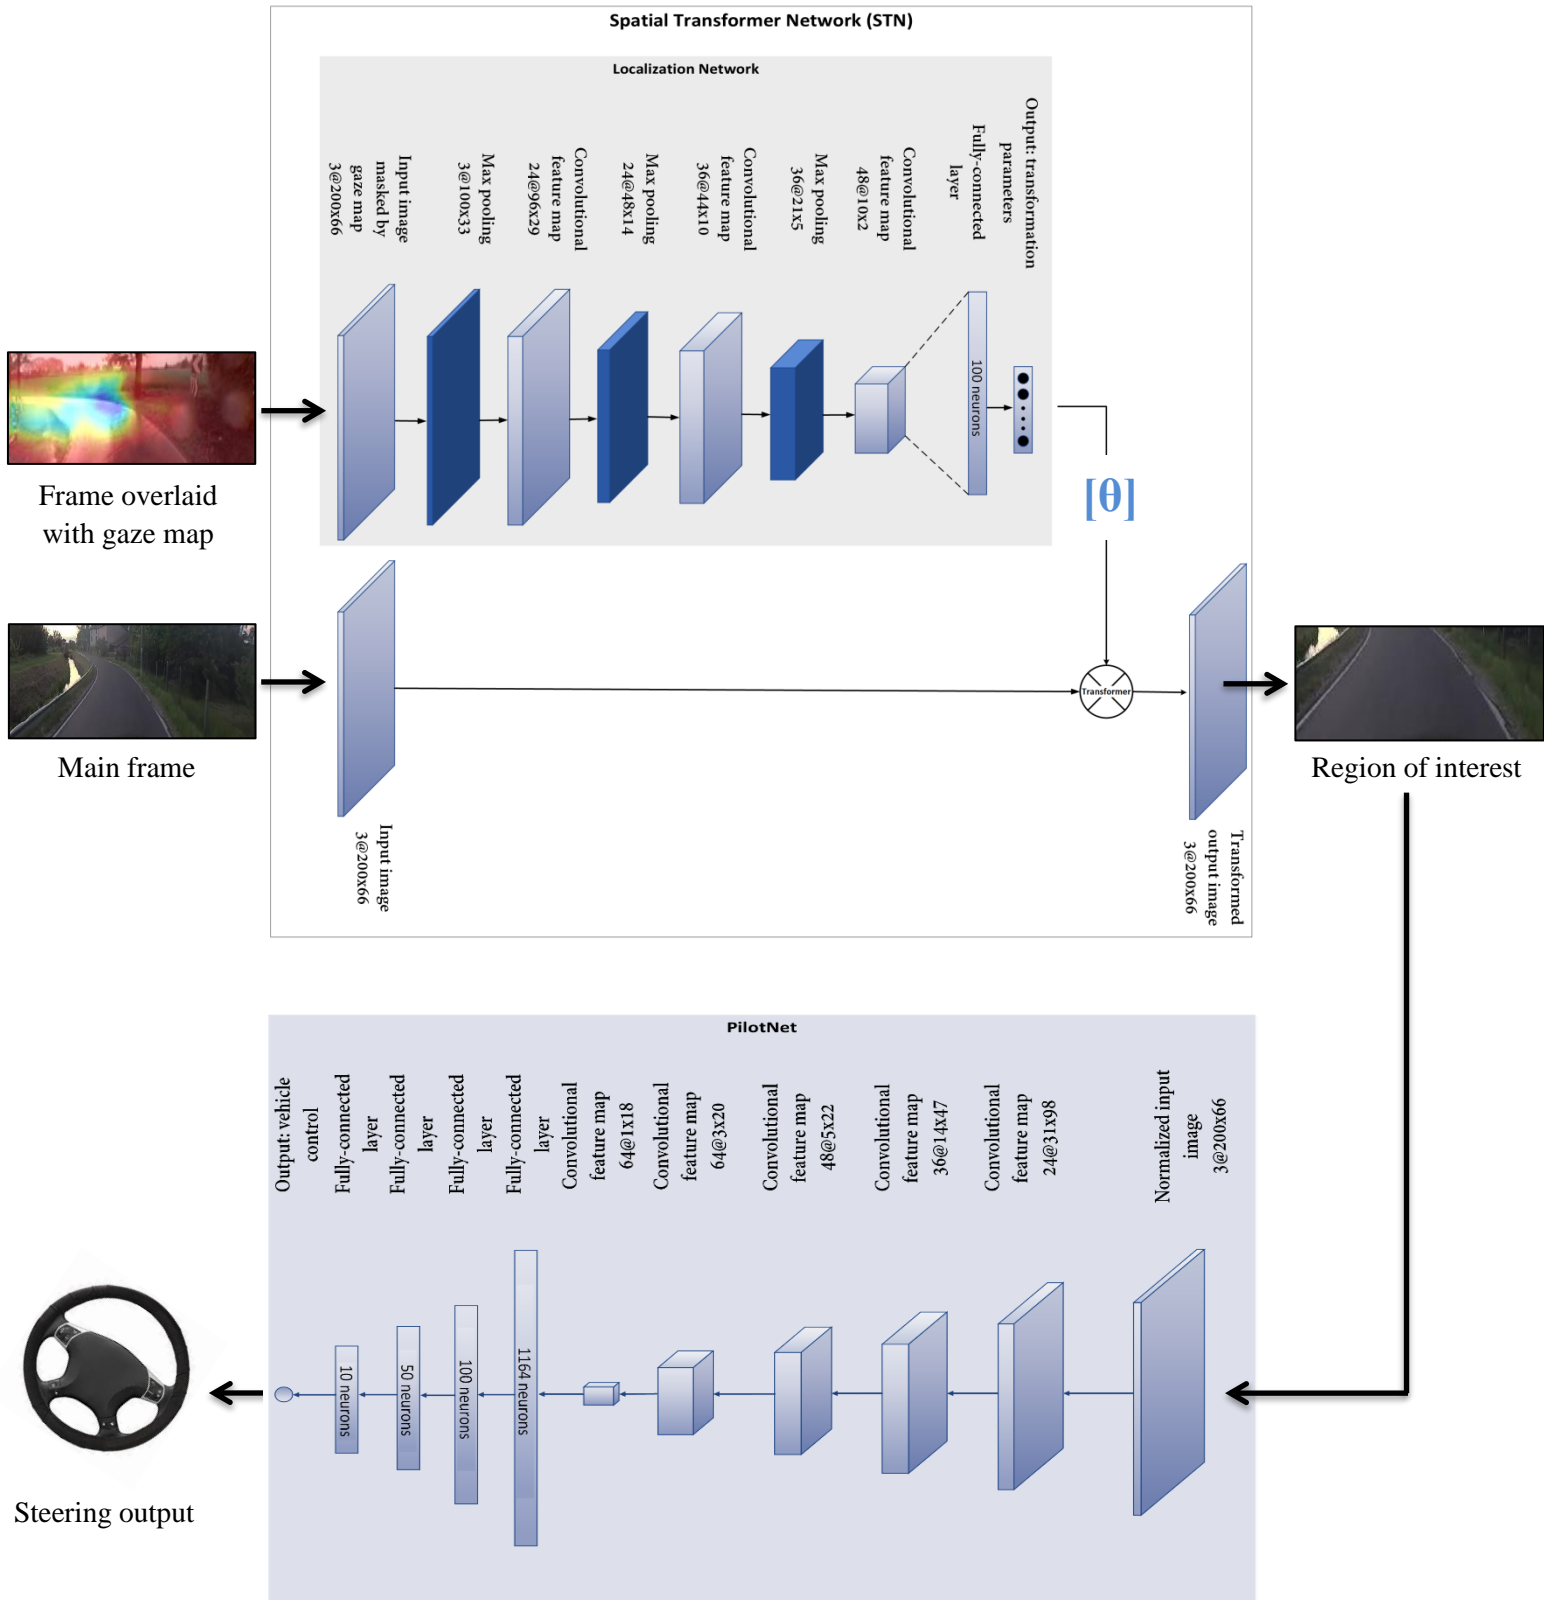 Spatial Transformer Network (STN)
Localization Network
Input image
masked by
gaze map
3@200x66
Max pooling
3@100x33
Convolutional
feature map
24@96x29
Max pooling
24@48x14
Convolutional
feature map
36@44x10
Max pooling
36@21x5
Convolutional
feature map
48@10x2
Fully-connected
layer
Output: transformation
parameters
100 neurons
[θ]
Frame overlaid
with gaze map
Main frame
Input image
3@200x66
Transformer
Transformed
output image
3@200x66
Region of interest
PilotNet
Output: vehicle
control
Fully-connected
layer
Fully-connected
layer
Fully-connected
layer
Fully-connected
layer
Convolutional
feature map
64@1x18
Convolutional
feature map
64@3x20
Convolutional
feature map
48@5x22
Convolutional
feature map
36@14x47
Convolutional
feature map
24@31x98
Normalized input
image
3@200x66
10 neurons
50 neurons
100 neurons
1164 neurons
Steering output